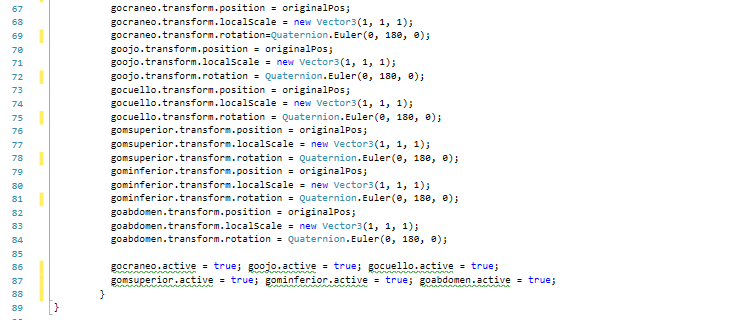 67 gocraneo.transform.position = originalPos;
68 gocraneo.transform.localScale = new Vector3(1, 1, 1);
69 gocraneo.transform.rotation=Quaternion.Euler(0, 180, 0);
70 goojo.transform.position = originalPos;
71 goojo.transform.localScale = new Vector3(1, 1, 1);
72 goojo.transform.rotation = Quaternion.Euler(0, 180, 0);
73 gocuello.transform.position = originalPos;
74 gocuello.transform.localScale = new Vector3(1, 1, 1);
75 gocuello.transform.rotation = Quaternion.Euler(0, 180, 0);
76 gomsuperior.transform.position = originalPos;
77 gomsuperior.transform.localScale = new Vector3(1, 1, 1);
78 gomsuperior.transform.rotation = Quaternion.Euler(0, 180, 0);
79 gominferior.transform.position = originalPos;
80 gominferior.transform.localScale = new Vector3(1, 1, 1);
81 gominferior.transform.rotation = Quaternion.Euler(0, 180, 0);
82 goabdomen.transform.position = originalPos;
83 goabdomen.transform.localScale = new Vector3(1, 1, 1);
84 goabdomen.transform.rotation = Quaternion.Euler(0, 180, 0);
85
86 gocraneo.active = true; goojo.active = true; gocuello.active = true;
87 gomsuperior.active = true; gominferior.active = true; goabdomen.active = true;
88 }
89 }